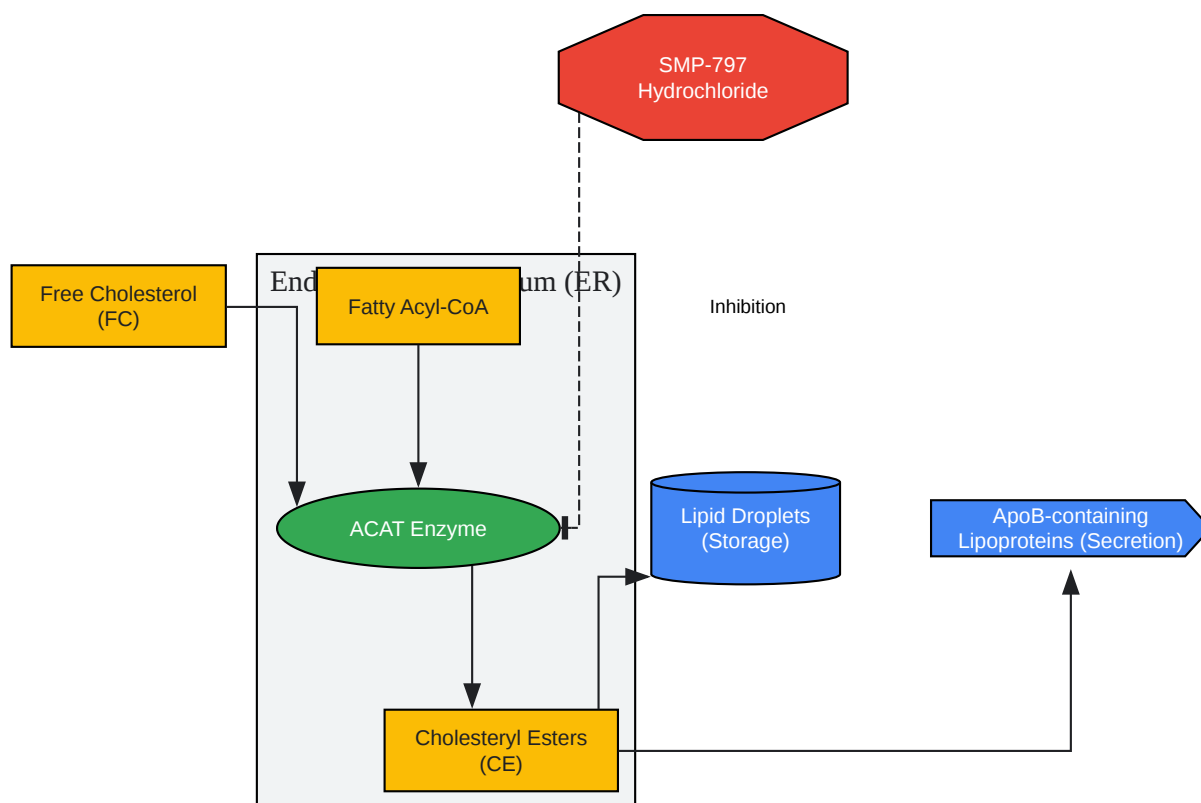 SMP-797
Hydrochloride
End um (ER)
Free Cholesterol
(FC)
Fatty Acyl-CoA
Inhibition
ACAT Enzyme
Lipid Droplets
(Storage)
ApoB-containing
Lipoproteins (Secretion)
Cholesteryl Esters
(CE)